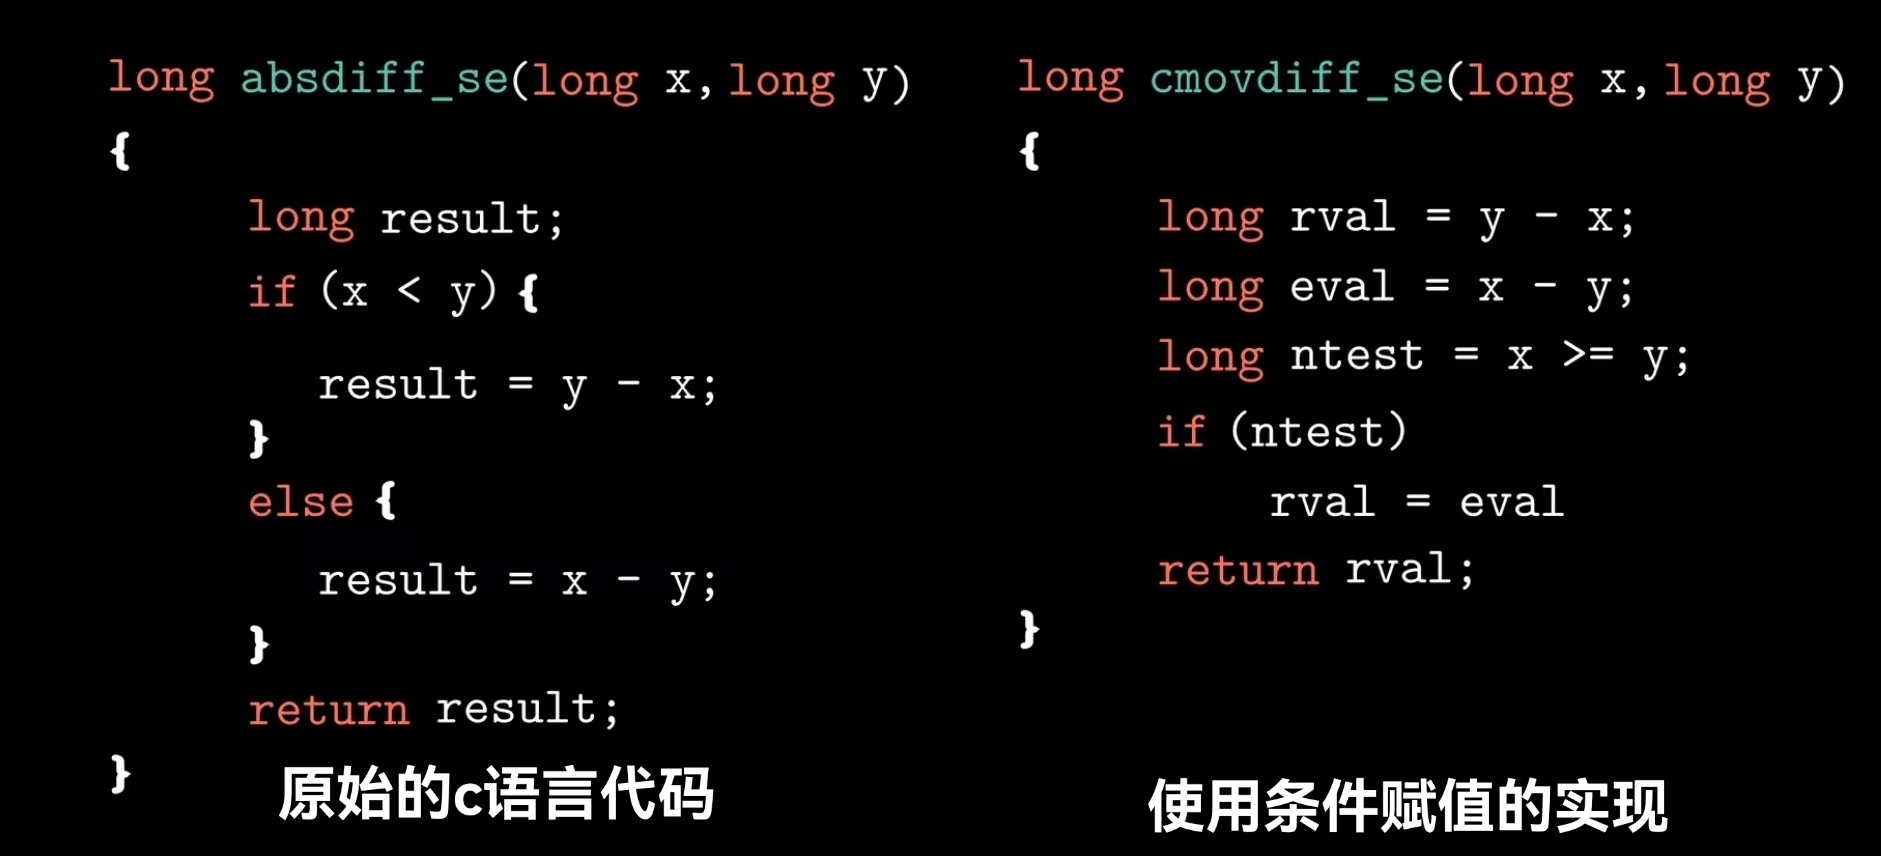 long absdiff_se(long x, long y)
{
long result;
if (x < y) {
result = y - x;
}
else {
result = x - y;
}
return result;
}
原始的c语言代码
long cmovdiff_se(long x, long y)
{
long rval = y - x;
long eval = x - y;
long ntest = x >= y;
if (ntest)
rval = eval
return rval;
}
使用条件赋值的实现